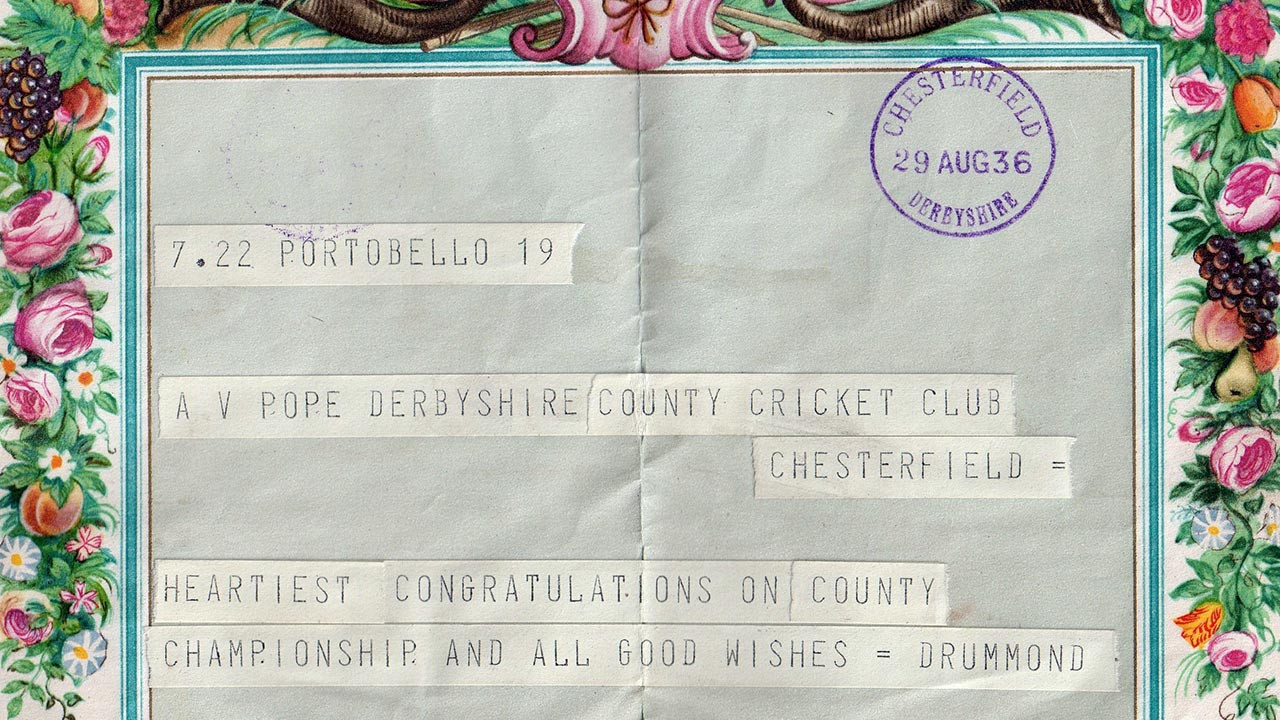 CHESTERFIELD
29 AUG 36
DERBYSHIRE
7.22 PORTOBELLO 19
A V POPE DERBYSHIRE COUNTY CRICKET CLUB
CHESTERFIELD =
HEARTIEST CONGRATULATIONS ON COUNTY
CHAMPIONSHIP AND ALL GOOD WISHES = DRUMMOND